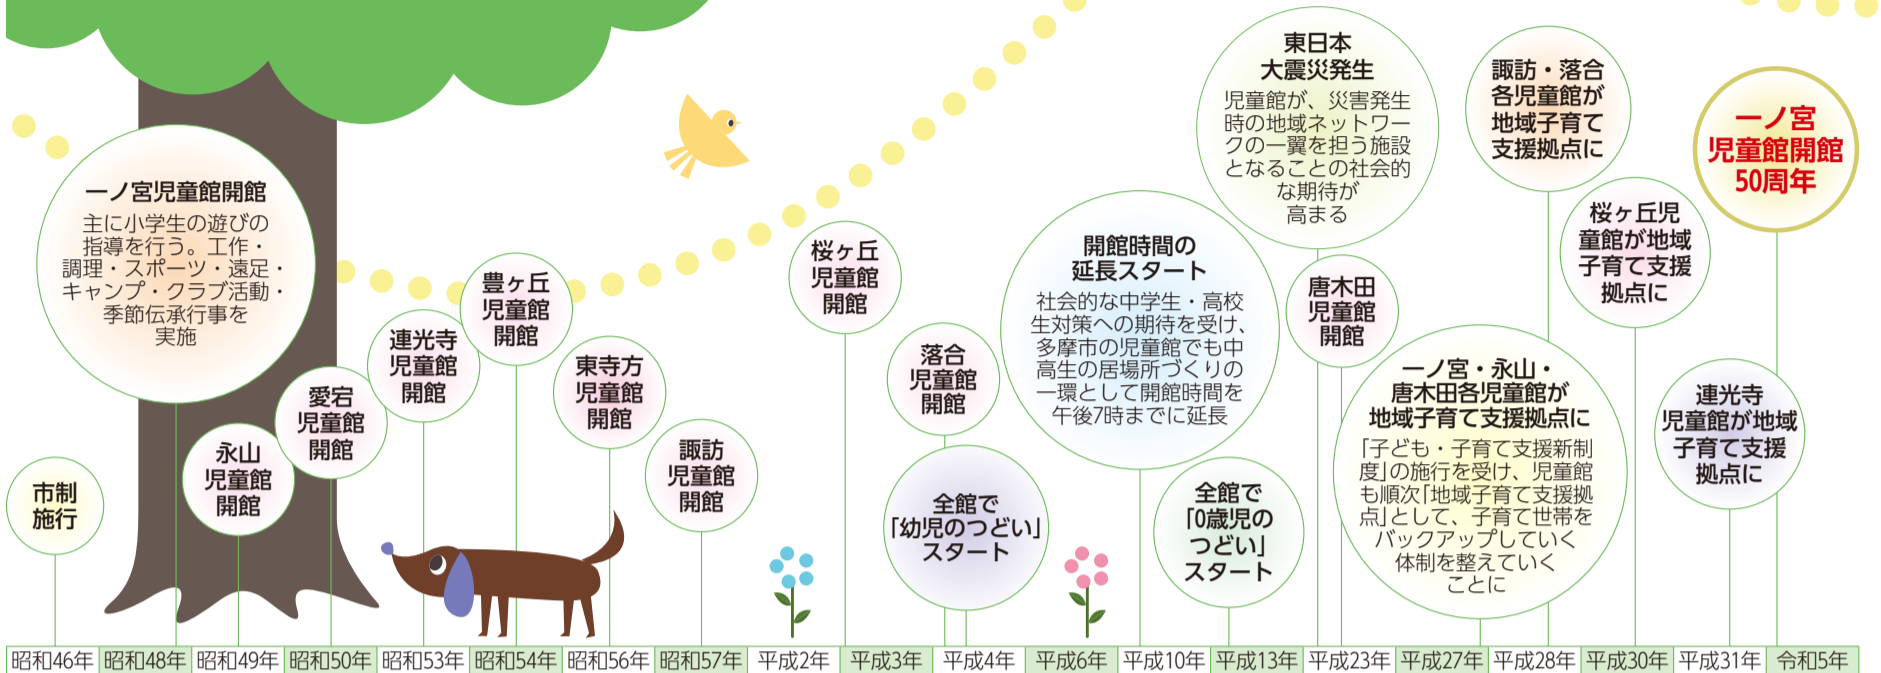 市制
施行
一ノ宮児童館開館
主に小学生の遊びの
指導を行う。工作・
調理・スポーツ・遠足・
キャンプ・クラブ活動・
季節伝承行事を
実施
永山
児童館
開館
愛宕
児童館
開館
連光寺
児童館
開館
豊ヶ丘
児童館
開館
東寺方
児童館
開館
諏訪
児童館
開館
桜ヶ丘
児童館
開館
落合
児童館
開館
全館で
「幼児のつどい」
スタート
開館時間の
延長スタート
社会的な中学生・高校
生対策への期待を受け、
多摩市の児童館でも中
高生の居場所づくりの
一環として開館時間を
午後7時までに延長
全館で
「0歳児の
つどい」
スタート
東日本
大震災発生
児童館が、災害発生
時の地域ネットワー
クの一翼を担う施設
となることの社会的
な期待が
高まる
唐木田
児童館
開館
一ノ宮・永山・
唐木田各児童館が
地域子育て支援拠点に
「子ども・子育て支援新制
度」の施行を受け、児童館
も順次「地域子育て支援拠
点」として、子育て世帯を
バックアップしていく
体制を整えていく
ことに
諏訪・落合
各児童館が
地域子育て
支援拠点に
桜ヶ丘児
童館が地域
子育て支援
拠点に
連光寺
児童館が地域
子育て支援
拠点に
一ノ宮
児童館開館
50周年
昭和46年 昭和48年 昭和49年 昭和50年 昭和53年 昭和54年 昭和56年 昭和57年 平成2年 平成3年 平成4年 平成6年 平成10年 平成13年 平成23年 平成27年 平成28年 平成30年 平成31年 令和5年